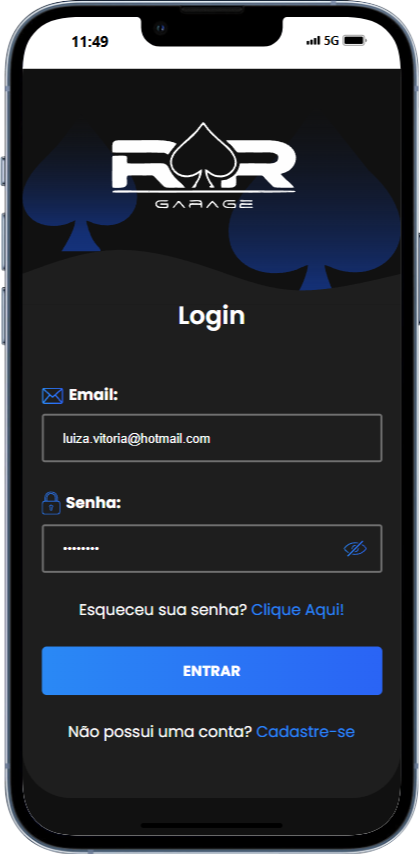 11:49 5G
R♠R
GARAGE
Login
Email:
luiza.vitoria@hotmail.com
Senha:
••••••••
Esqueceu sua senha? Clique Aqui!
ENTRAR
Não possui uma conta? Cadastre-se